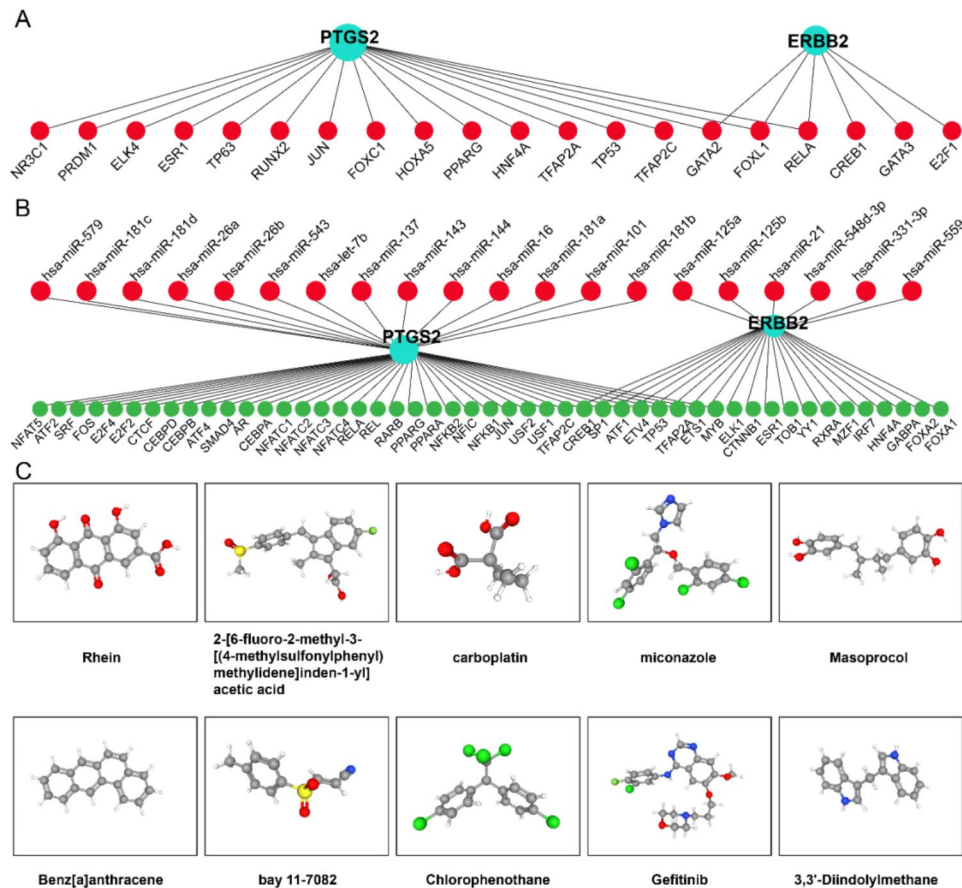 A
PTGS2
ERBB2
NR3C1
PRDM1
ELK4
ESR1
TP63
RUNX2
JUN
FOXC1
HOXA5
PPARG
HNF4A
TFAP2A
TP53
TFAP2C
GATA2
FOXL1
RELA
CREB1
GATA3
E2F1
B
hsa-miR-579
hsa-miR-181c
hsa-miR-181d
hsa-miR-26a
hsa-miR-26b
hsa-miR-543
hsa-let-7b
hsa-miR-137
hsa-miR-143
hsa-miR-144
hsa-miR-16
hsa-miR-181a
hsa-miR-101
hsa-miR-181b
hsa-miR-125a
hsa-miR-125b
hsa-miR-21
hsa-miR-548d-3p
hsa-miR-331-3p
hsa-miR-559
PTGS2
ERBB2
NFAT5
ATF2
SRF
FOS
E2F4
E2F2
CTCF
CEBPD
CEBPB
ATF4
SMAD4
AR
CEBPA
NFATC1
NFATC2
NFATC3
NFATC4
RELA
REL
RARB
PPARG
PPARA
NFKB2
NFIC
NFKB1
JUN
USF2
USF1
TFAP2C
CREB1
SP1
ATF1
ETV4
TP53
TFAP2A
ETS1
MYB
ELK1
CTNNB1
ESR1
TOB1
YY1
RXRA
MZF1
IRF7
HNF4A
GABPA
FOXA2
FOXA1
C
Rhein
2-[6-fluoro-2-methyl-3-
[(4-methylsulfonylphenyl)
methylidene]inden-1-yl]
acetic acid
carboplatin
miconazole
Masoprocol
Benz[a]anthracene
bay 11-7082
Chlorophenothane
Gefitinib
3,3'-Diindolylmethane